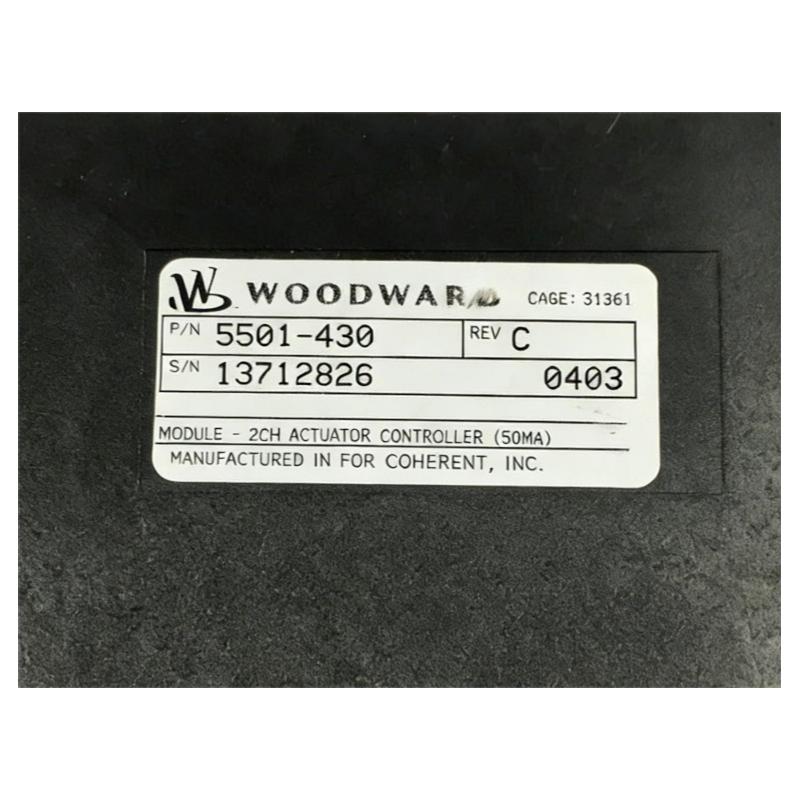 WOODWARD CAGE: 31361
P/N 5501-430 REV C
S/N 13712826 0403
MODULE - 2CH ACTUATOR CONTROLLER (50MA)
MANUFACTURED IN FOR COHERENT, INC.